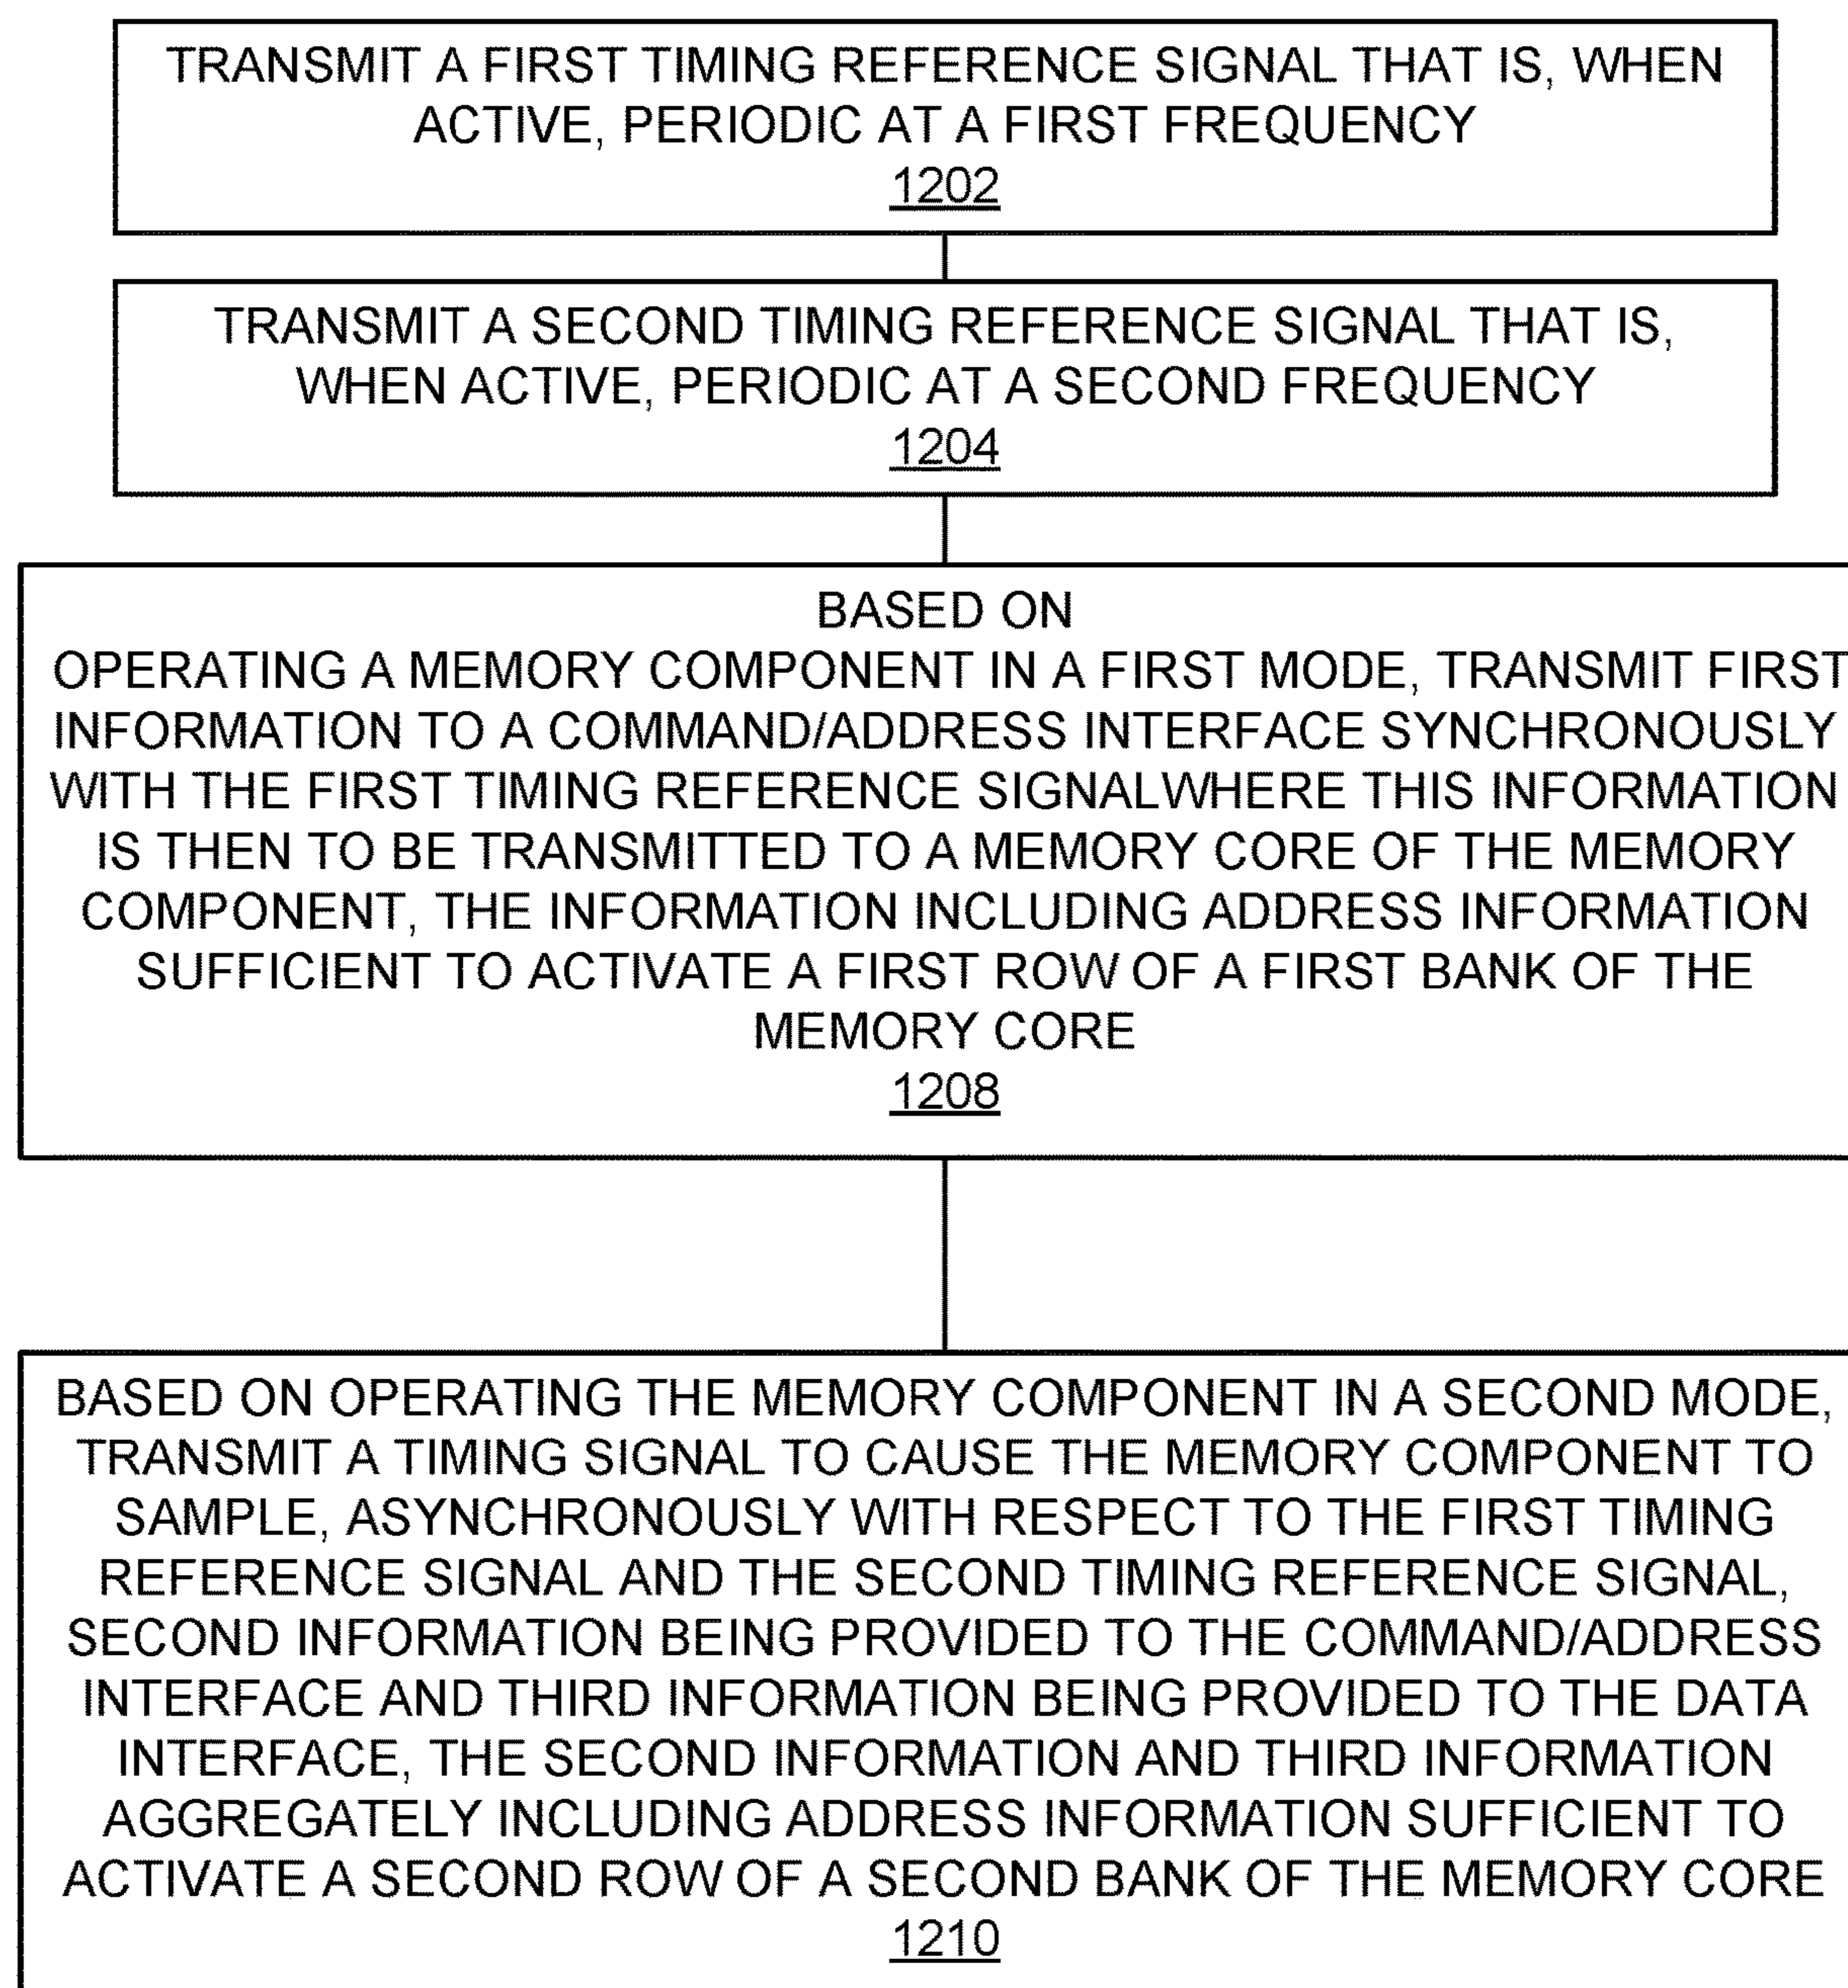 TRANSMIT A FIRST TIMING REFERENCE SIGNAL THAT IS, WHEN
ACTIVE, PERIODIC AT A FIRST FREQUENCY
1202
TRANSMIT A SECOND TIMING REFERENCE SIGNAL THAT IS,
WHEN ACTIVE, PERIODIC AT A SECOND FREQUENCY
1204
BASED ON
OPERATING A MEMORY COMPONENT IN A FIRST MODE, TRANSMIT FIRST
INFORMATION TO A COMMAND/ADDRESS INTERFACE SYNCHRONOUSLY
WITH THE FIRST TIMING REFERENCE SIGNALWHERE THIS INFORMATION
IS THEN TO BE TRANSMITTED TO A MEMORY CORE OF THE MEMORY
COMPONENT, THE INFORMATION INCLUDING ADDRESS INFORMATION
SUFFICIENT TO ACTIVATE A FIRST ROW OF A FIRST BANK OF THE
MEMORY CORE
1208
BASED ON OPERATING THE MEMORY COMPONENT IN A SECOND MODE,
TRANSMIT A TIMING SIGNAL TO CAUSE THE MEMORY COMPONENT TO
SAMPLE, ASYNCHRONOUSLY WITH RESPECT TO THE FIRST TIMING
REFERENCE SIGNAL AND THE SECOND TIMING REFERENCE SIGNAL,
SECOND INFORMATION BEING PROVIDED TO THE COMMAND/ADDRESS
INTERFACE AND THIRD INFORMATION BEING PROVIDED TO THE DATA
INTERFACE, THE SECOND INFORMATION AND THIRD INFORMATION
AGGREGATELY INCLUDING ADDRESS INFORMATION SUFFICIENT TO
ACTIVATE A SECOND ROW OF A SECOND BANK OF THE MEMORY CORE
1210